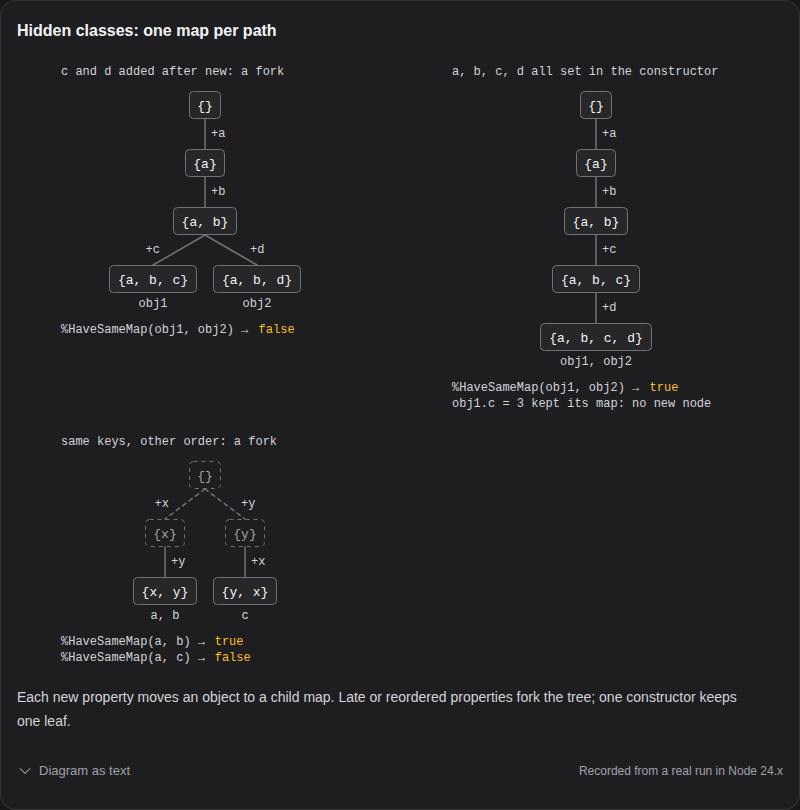 Hidden classes: one map per path
c and d added after new: a fork
{}
+a
{a}
+b
{a, b}
+c
+d
{a, b, c}
{a, b, d}
obj1
obj2
%HaveSameMap(obj1, obj2) → false
a, b, c, d all set in the constructor
{}
+a
{a}
+b
{a, b}
+c
{a, b, c}
+d
{a, b, c, d}
obj1, obj2
%HaveSameMap(obj1, obj2) → true
obj1.c = 3 kept its map: no new node
same keys, other order: a fork
{}
+x
+y
{x}
{y}
+y
+x
{x, y}
{y, x}
a, b
c
%HaveSameMap(a, b) → true
%HaveSameMap(a, c) → false
Each new property moves an object to a child map. Late or reordered properties fork the tree; one constructor keeps
one leaf.
Diagram as text
Recorded from a real run in Node 24.x